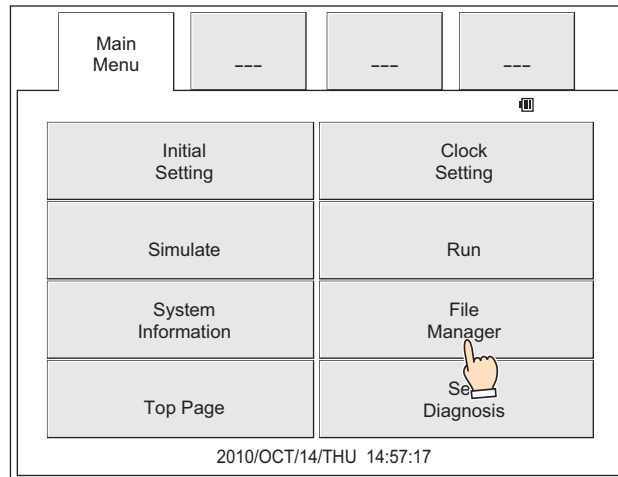 Main
Menu
---
---
---
Initial
Setting
Clock
Setting
Simulate
Run
System
Information
File
Manager
Top Page
Se
Diagnosis
2010/OCT/14/THU 14:57:17